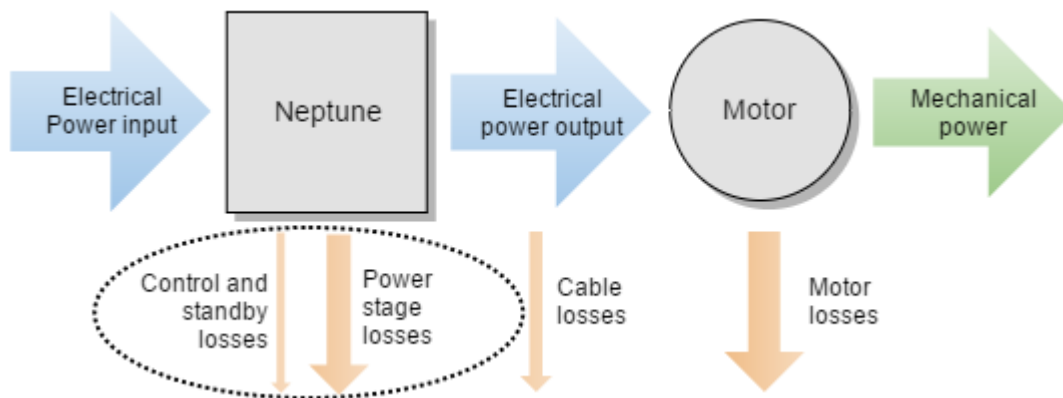 Electrical
Power input
Neptune
Electrical
power output
Motor
Mechanical
power
Control and
standby
losses
Power
stage
losses
Cable
losses
Motor
losses